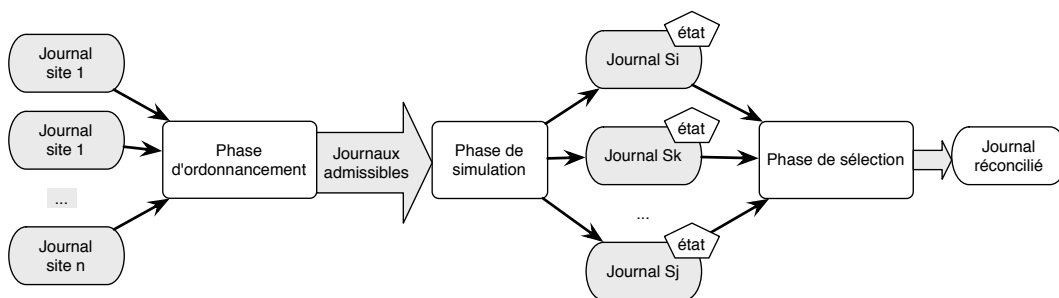 Journal
site 1
Journal
site 1
...
Journal
site n
Phase
d'ordonnancement
Journaux
admissibles
Phase de
simulation
état
Journal Si
état
Journal Sk
...
état
Journal Sj
Phase de sélection
Journal
réconcilié